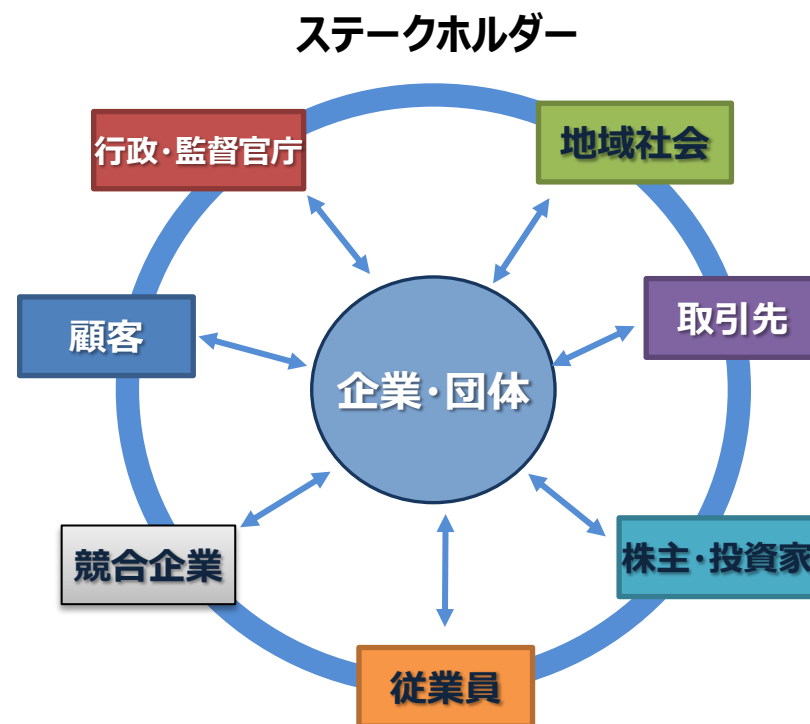 ステークホルダー
行政・監督官庁
地域社会
顧客
取引先
企業・団体
競合企業
株主・投資家
従業員